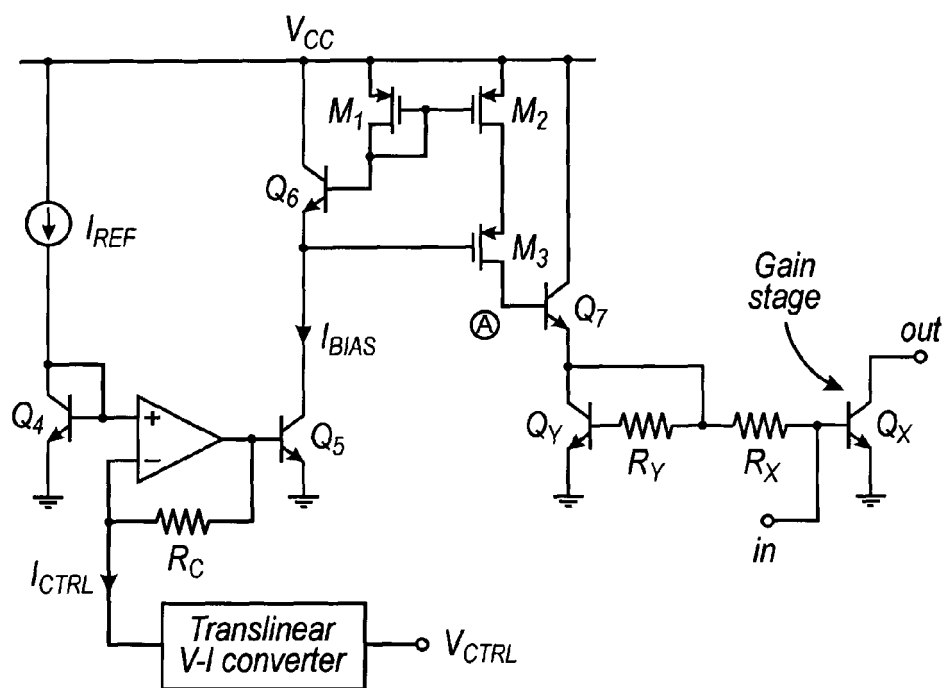 V_CC
M_1
M_2
Q_6
I_REF
M_3
Gain
stage
A
Q_7
out
I_BIAS
Q_4
+
−
Q_5
Q_Y
R_Y
R_X
Q_X
R_C
in
I_CTRL
Translinear
V-I converter
V_CTRL